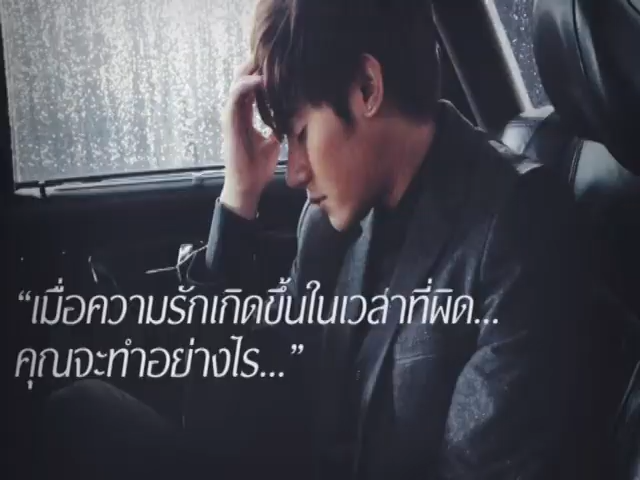 “เมื่อความรักเกิดขึ้นในเวลาที่ผิด...
คุณจะทำอย่างไร...”